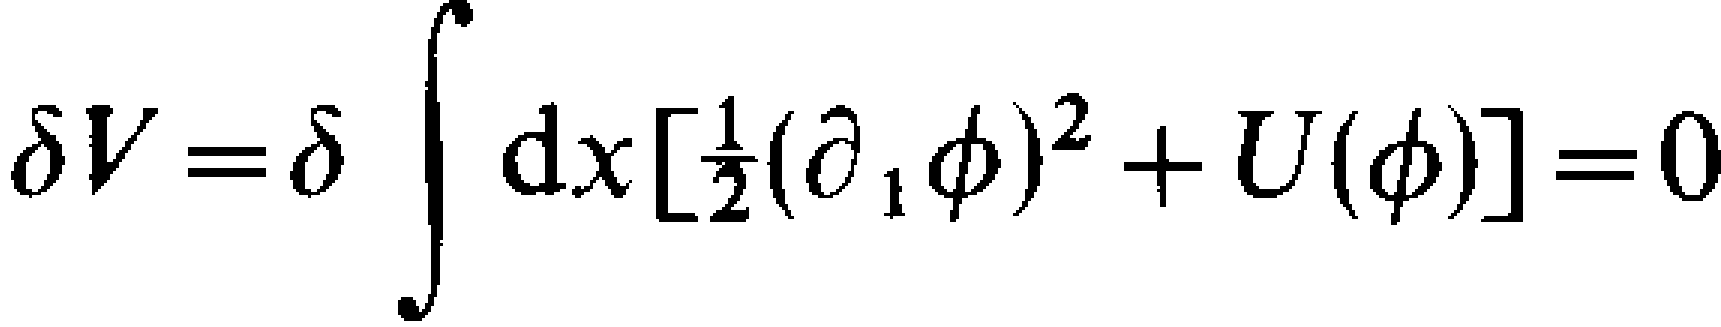 δV = δ ∫ dx[½(∂₁ϕ)² + U(ϕ)] = 0